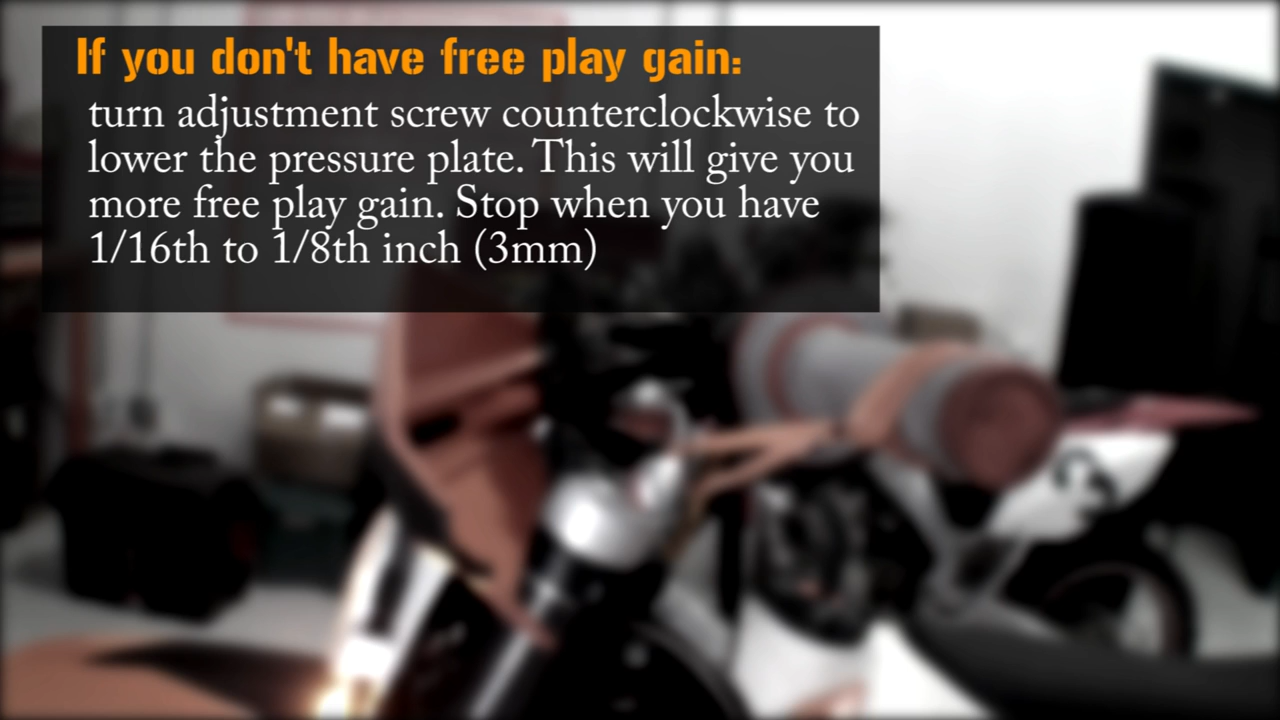 If you don't have free play gain:
turn adjustment screw counterclockwise to
lower the pressure plate. This will give you
more free play gain. Stop when you have
1/16th to 1/8th inch (3mm)